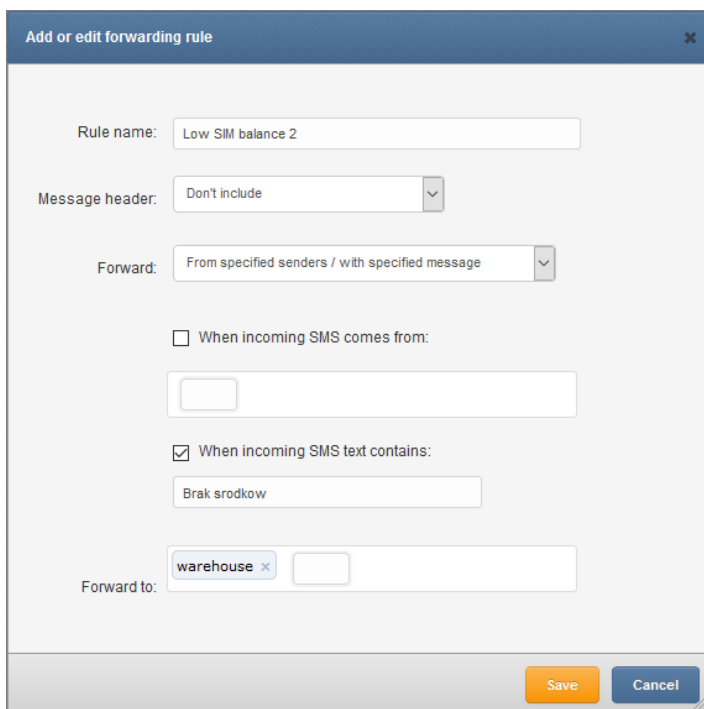 Add or edit forwarding rule
Rule name: Low SIM balance 2
Message header: Don't include
Forward: From specified senders / with specified message
When incoming SMS comes from:
When incoming SMS text contains:
Brak srodkow
Forward to: warehouse ×
Save Cancel